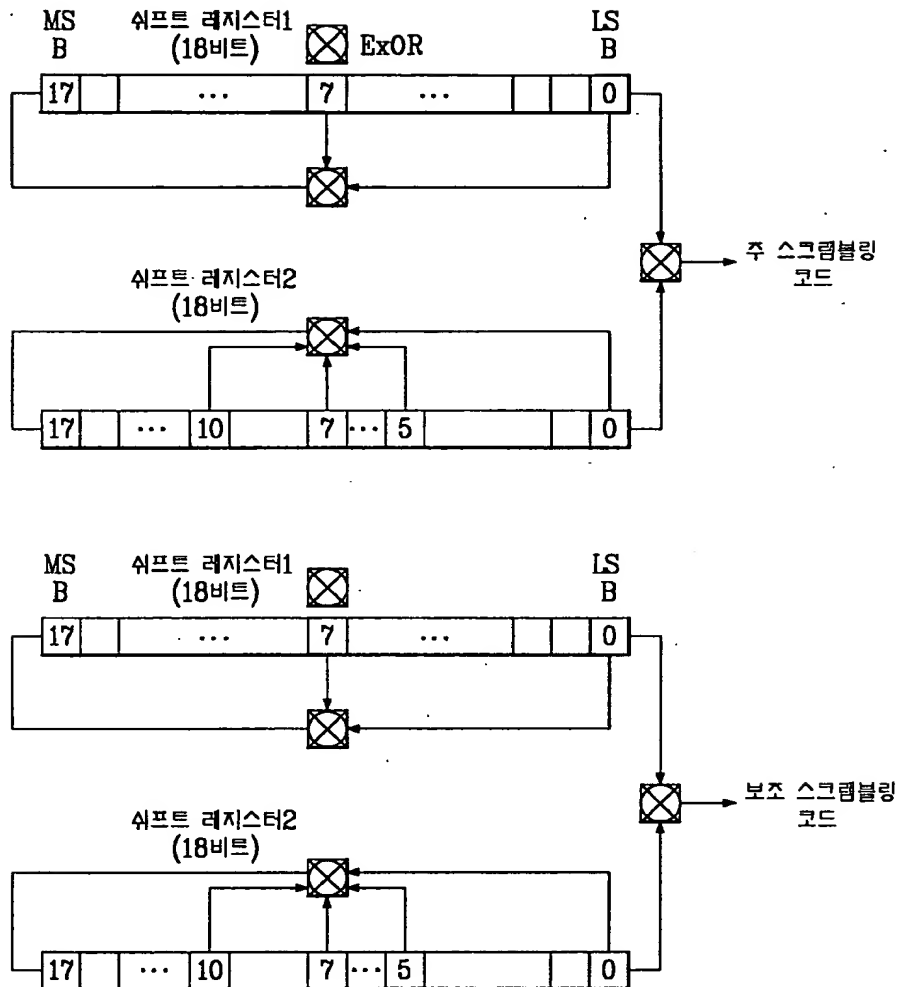 MS
B
쉬프트 레지스터1
(18비트)
ExOR
LS
B
17 ... 7 ... 0
주 스크램블링
코드
쉬프트 레지스터2
(18비트)
17 ... 10 7 ... 5 0
MS
B
쉬프트 레지스터1
(18비트)
LS
B
17 ... 7 ... 0
보조 스크램블링
코드
쉬프트 레지스터2
(18비트)
17 ... 10 7 ... 5 0